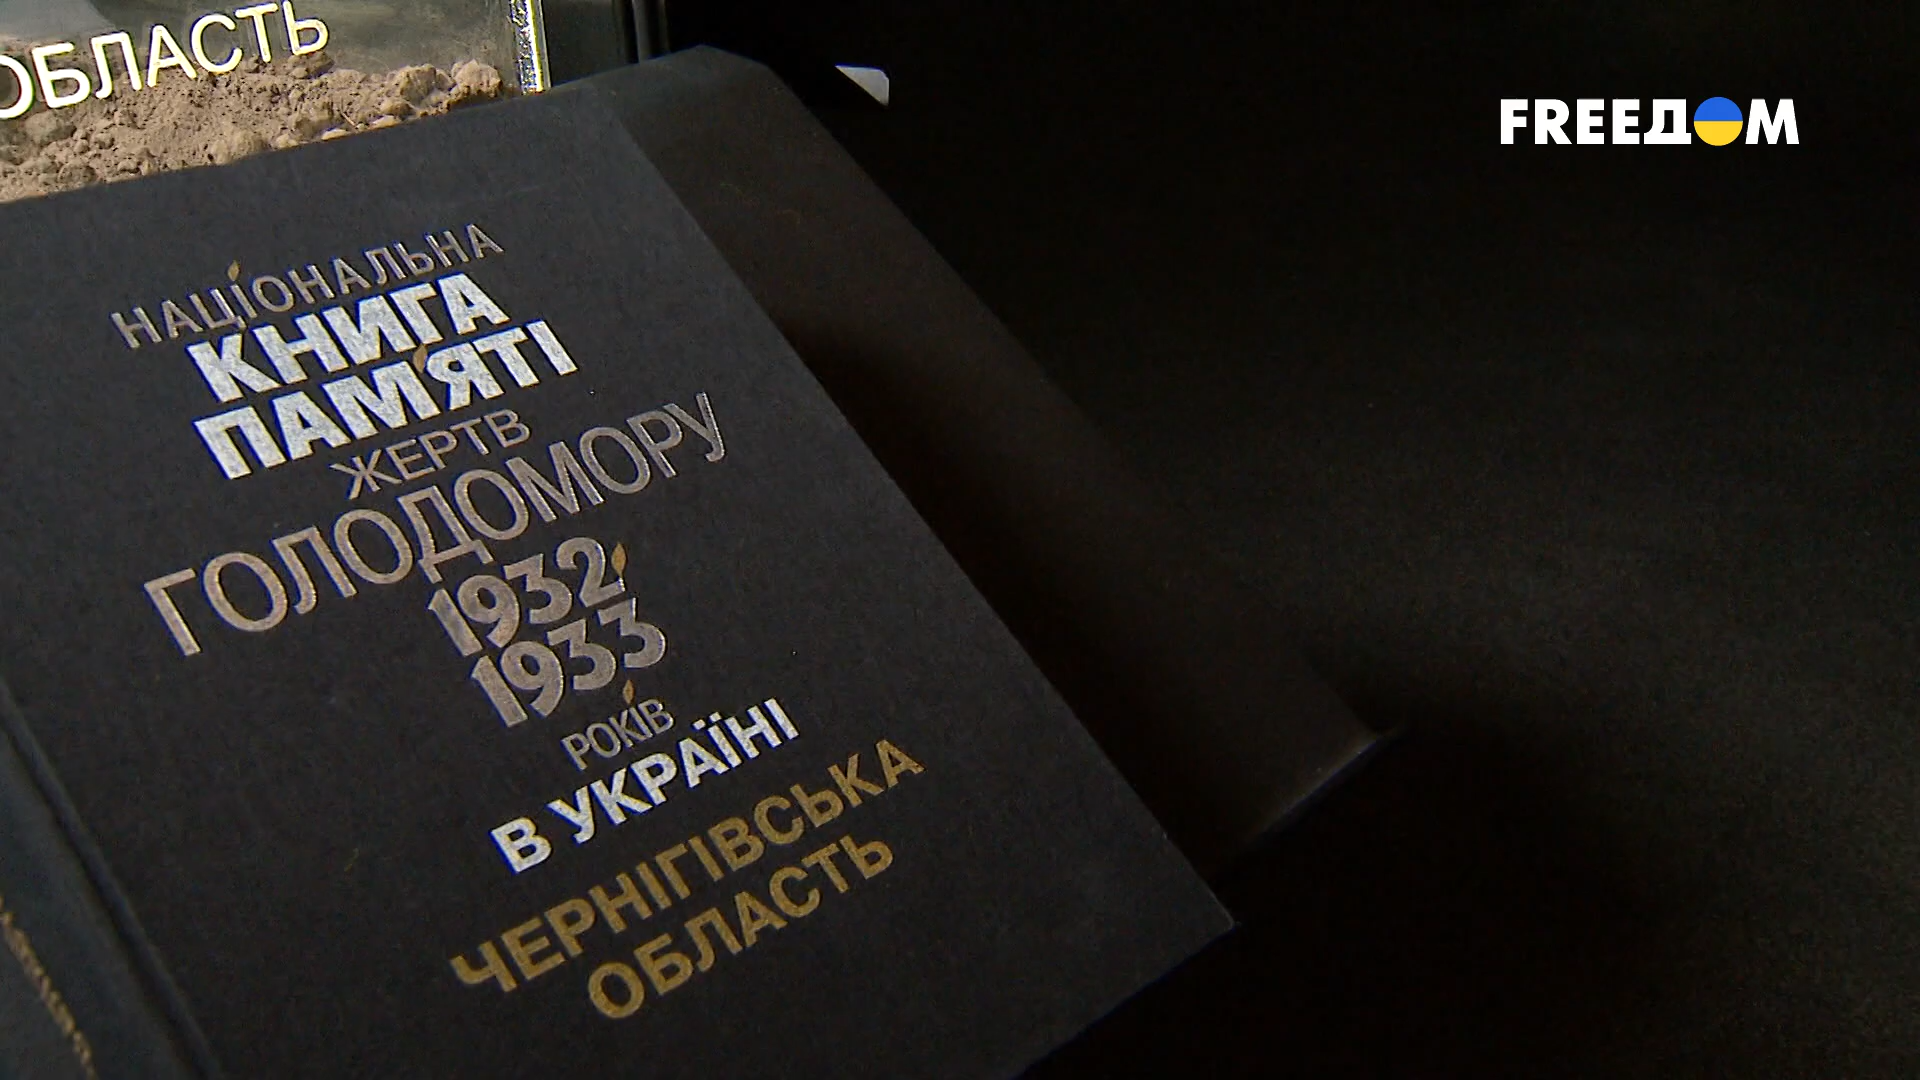 ОБЛАСТЬ
FREEДOM
НАЦІОНАЛЬНА
КНИГА
ПАМ'ЯТІ
ЖЕРТВ
ГОЛОДОМОРУ
1932
1933
РОКІВ
В УКРАЇНІ
ЧЕРНІГІВСЬКА
ОБЛАСТЬ